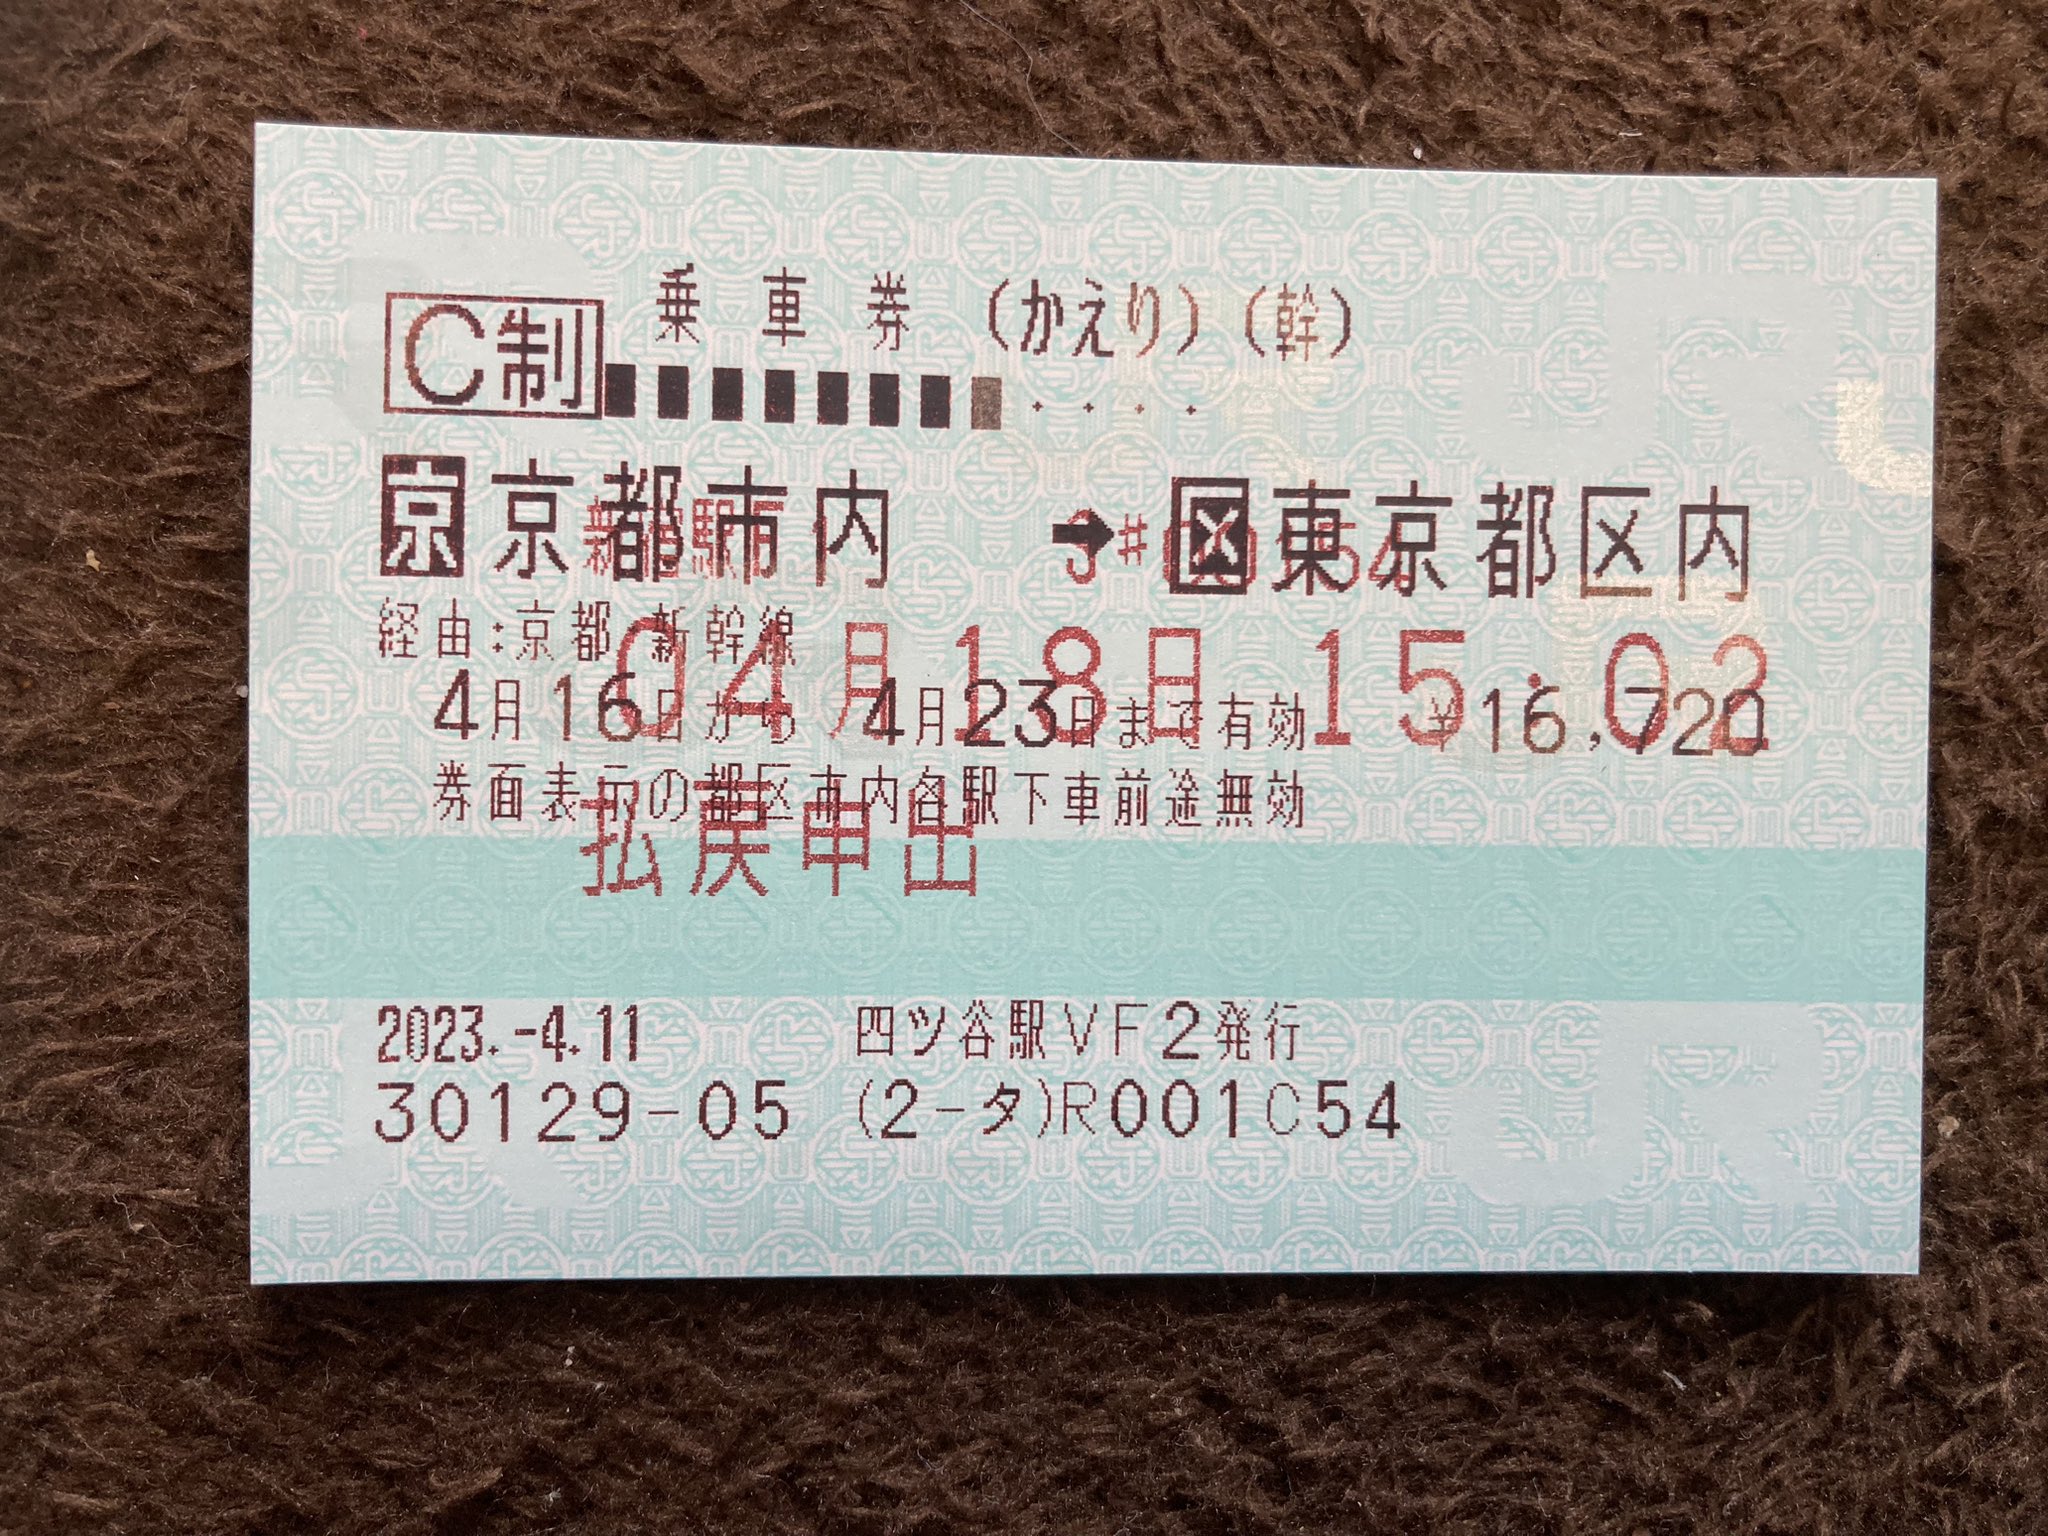 C制 乗車券（かえり）（幹）
京 京都市内 → 区 東京都区内
新宿駅
経由：京都 新幹線
04月18日 15:02
4月16日から 4月23日まで有効 ¥16,720
券面表示の都区市内各駅下車前途無効
払戻申出
2023.-4.11 四ツ谷駅VF2発行
30129-05 (2-タ)R001C54